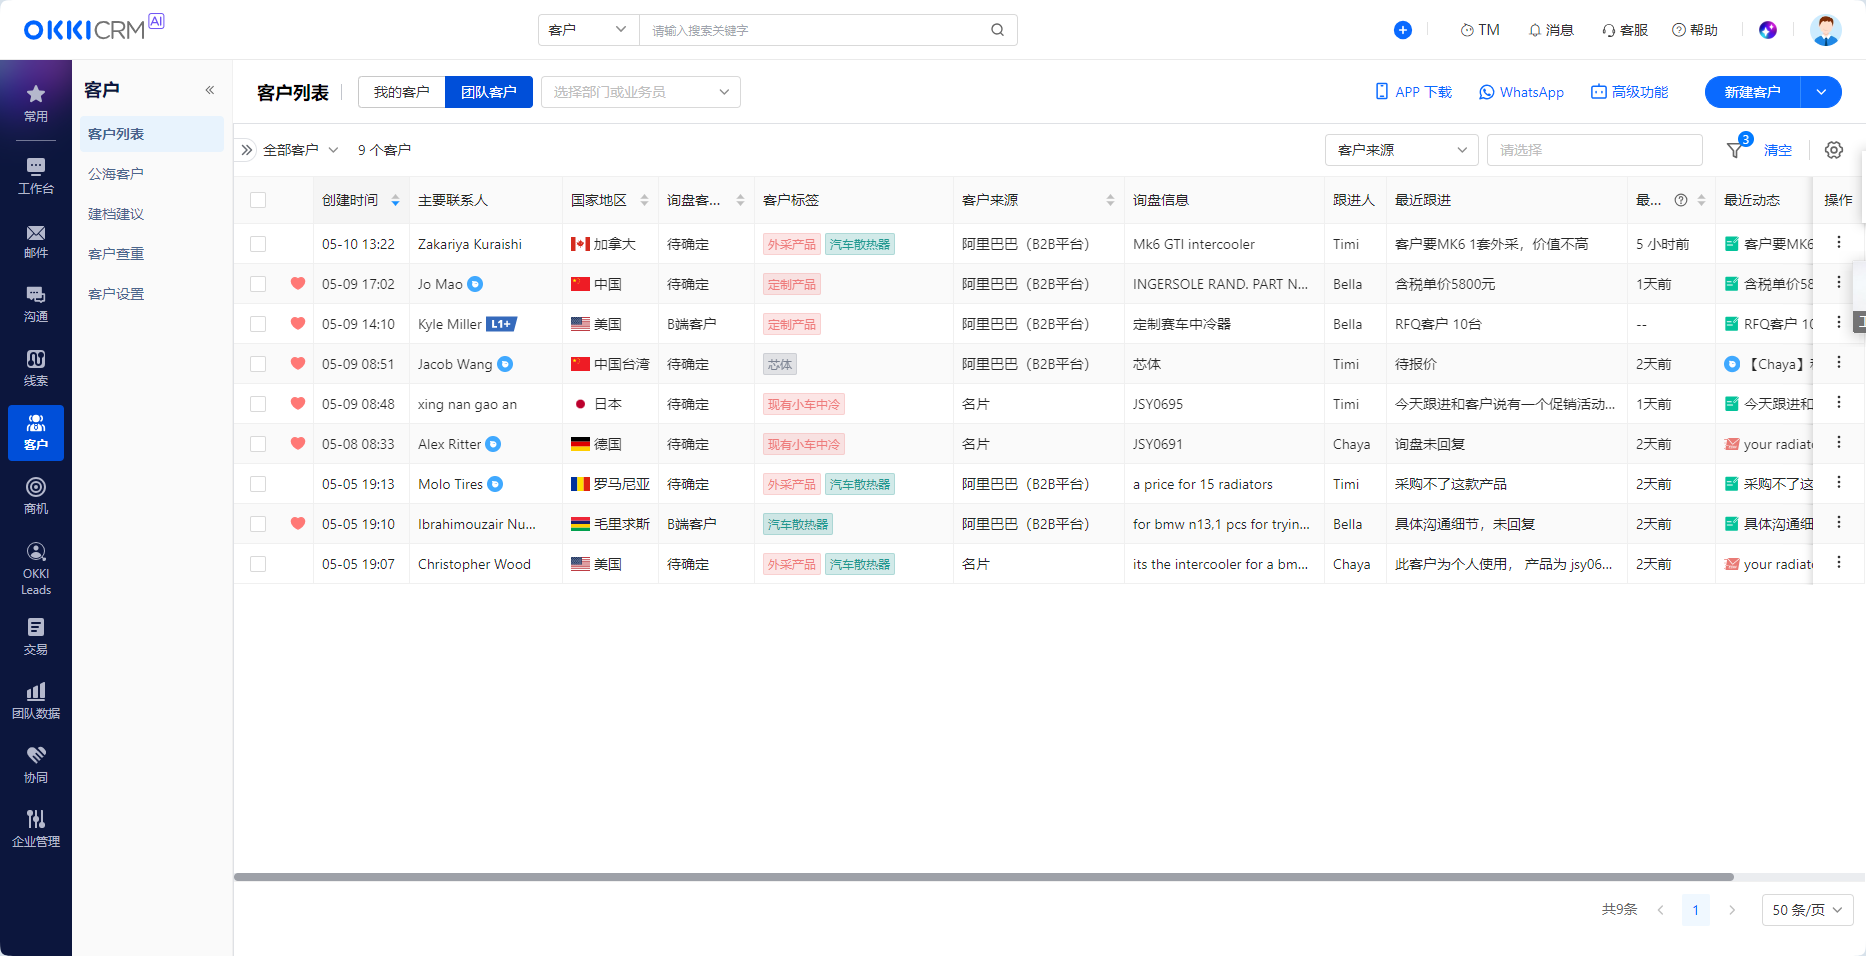 OKKICRM AI
客户 请输入搜索关键字
TM 消息 客服 帮助
常用
工作台
邮件
沟通
线索
客户
商机
OKKI
Leads
交易
团队数据
协同
企业管理
客户
客户列表
公海客户
建档建议
客户查重
客户设置
客户列表 我的客户 团队客户 选择部门或业务员 APP 下载 WhatsApp 高级功能 新建客户
全部客户 9 个客户 客户来源 请选择 3 清空
创建时间 主要联系人 国家地区 询盘客... 客户标签 客户来源 询盘信息 跟进人 最近跟进 最... 最近动态 操作
05-10 13:22 Zakariya Kuraishi 加拿大 待确定 外采产品 汽车散热器 阿里巴巴（B2B平台） Mk6 GTI intercooler Timi 客户要MK6 1套外采，价值不高 5 小时前 客户要MK6
05-09 17:02 Jo Mao 中国 待确定 定制产品 阿里巴巴（B2B平台） INGERSOLE RAND. PART N... Bella 含税单价5800元 1天前 含税单价58
05-09 14:10 Kyle Miller L1+ 美国 B端客户 定制产品 阿里巴巴（B2B平台） 定制赛车中冷器 Bella RFQ客户 10台 -- RFQ客户 10
05-09 08:51 Jacob Wang 中国台湾 待确定 芯体 阿里巴巴（B2B平台） 芯体 Timi 待报价 2天前 【Chaya】
05-09 08:48 xing nan gao an 日本 待确定 现有小车中冷 名片 JSY0695 Timi 今天跟进和客户说有一个促销活动... 1天前 今天跟进和
05-08 08:33 Alex Ritter 德国 待确定 现有小车中冷 名片 JSY0691 Chaya 询盘未回复 2天前 your radiat
05-05 19:13 Molo Tires 罗马尼亚 待确定 外采产品 汽车散热器 阿里巴巴（B2B平台） a price for 15 radiators Timi 采购不了这款产品 2天前 采购不了这
05-05 19:10 Ibrahimouzair Nu... 毛里求斯 B端客户 汽车散热器 阿里巴巴（B2B平台） for bmw n13,1 pcs for tryin... Bella 具体沟通细节，未回复 2天前 具体沟通细
05-05 19:07 Christopher Wood 美国 待确定 外采产品 汽车散热器 名片 its the intercooler for a bm... Chaya 此客户为个人使用， 产品为 jsy06... 2天前 your radiat
共9条 1 50 条/页